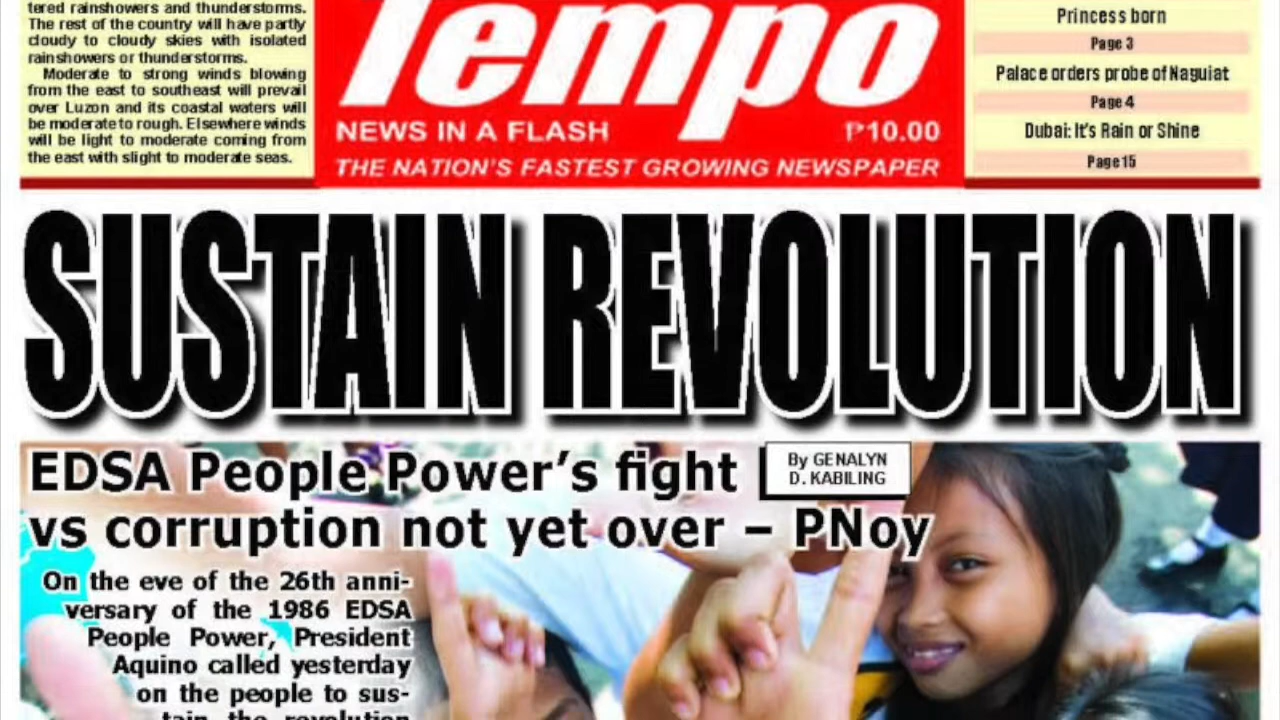 tered rainshowers and thunderstorms.
The rest of the country will have partly
cloudy to cloudy skies with isolated
rainshowers or thunderstorms.
Moderate to strong winds blowing
from the east to southeast will prevail
over Luzon and its coastal waters will
be moderate to rough. Elsewhere winds
will be light to moderate coming from
the east with slight to moderate seas.
Tempo
NEWS IN A FLASH
₱10.00
THE NATION'S FASTEST GROWING NEWSPAPER
Princess born
Page 3
Palace orders probe of Naguiat
Page 4
Dubai: It's Rain or Shine
Page 15
SUSTAIN REVOLUTION
EDSA People Power's fight
vs corruption not yet over – PNoy
By GENALYN
D. KABILING
On the eve of the 26th anni-
versary of the 1986 EDSA
People Power, President
Aquino called yesterday
on the people to sus-
tain the revolution